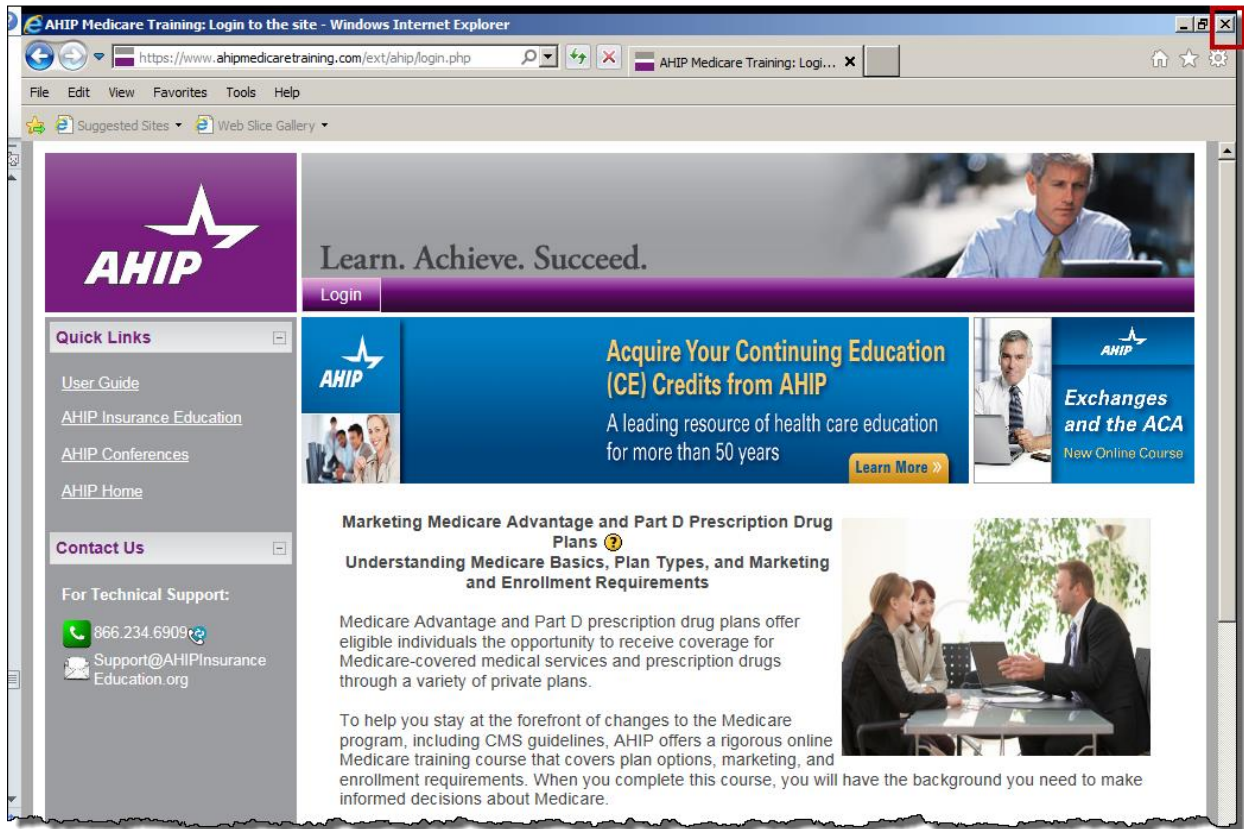 AHIP Medicare Training: Login to the site - Windows Internet Explorer
https://www.ahipmedicaretraining.com/ext/ahip/login.php
AHIP Medicare Training: Logi...
File Edit View Favorites Tools Help
Suggested Sites Web Slice Gallery
AHIP
Learn. Achieve. Succeed.
Login
Quick Links
User Guide
AHIP Insurance Education
AHIP Conferences
AHIP Home
Contact Us
For Technical Support:
866.234.6909
Support@AHIPInsurance
Education.org
AHIP
Acquire Your Continuing Education
(CE) Credits from AHIP
A leading resource of health care education
for more than 50 years
Learn More »
AHIP
Exchanges
and the ACA
New Online Course
Marketing Medicare Advantage and Part D Prescription Drug
Plans ?
Understanding Medicare Basics, Plan Types, and Marketing
and Enrollment Requirements
Medicare Advantage and Part D prescription drug plans offer
eligible individuals the opportunity to receive coverage for
Medicare-covered medical services and prescription drugs
through a variety of private plans.
To help you stay at the forefront of changes to the Medicare
program, including CMS guidelines, AHIP offers a rigorous online
Medicare training course that covers plan options, marketing, and
enrollment requirements. When you complete this course, you will have the background you need to make
informed decisions about Medicare.